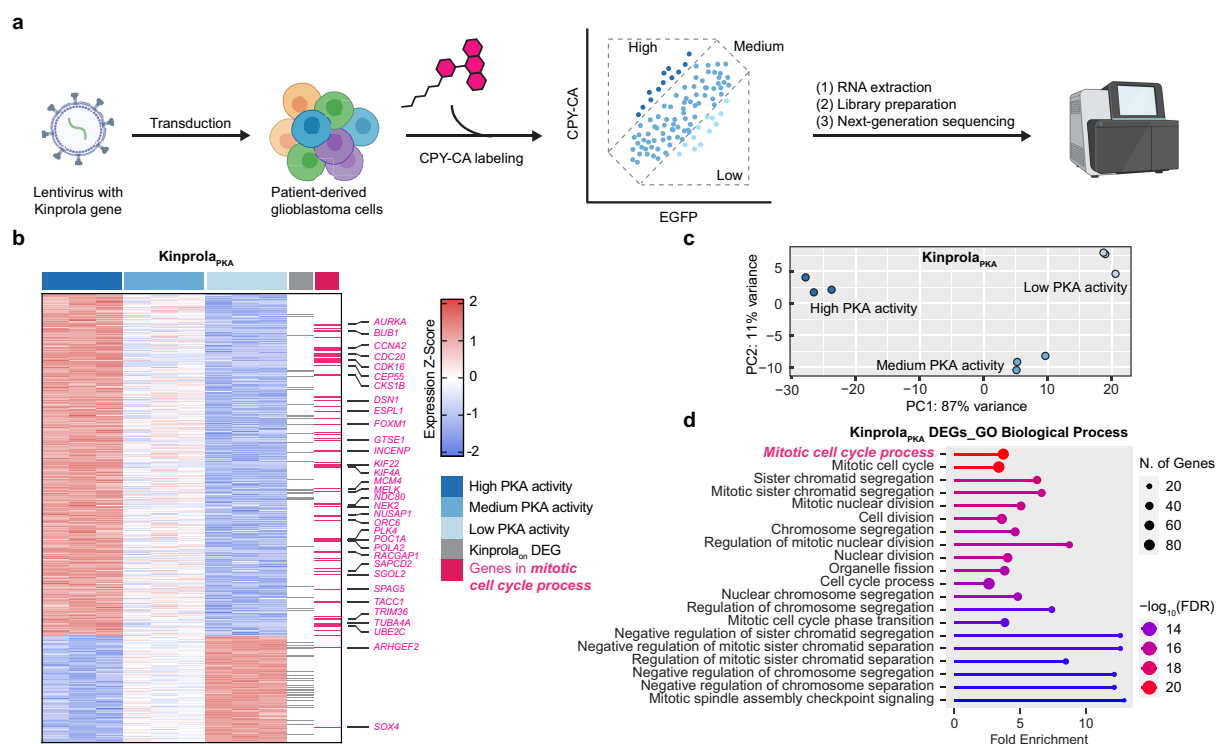 a
Lentivirus with
Kinprola gene
Transduction
Patient-derived
glioblastoma cells
CPY-CA labeling
CPY-CA
High
Medium
Low
EGFP
(1) RNA extraction
(2) Library preparation
(3) Next-generation sequencing
b
Kinprola PKA
AURKA
BUB1
CCNA2
CDC20
CDK16
CEP55
CKS1B
DSN1
ESPL1
FOXM1
GTSE1
INCENP
KIF22
KIF4A
MCM4
MELK
NDC80
NEK2
NUSAP1
ORC6
PLK4
POC1A
POLA2
RACGAP1
SAPCD2
SGOL2
SPAG5
TACC1
TRIM36
TUBA4A
UBE2C
ARHGEF2
SOX4
Expression Z-Score
2
1
0
-1
-2
High PKA activity
Medium PKA activity
Low PKA activity
Kinprola on DEG
Genes in mitotic
cell cycle process
c
Kinprola PKA
PC2: 11% variance
5
0
−5
−10
High PKA activity
Low PKA activity
Medium PKA activity
−30 −20 −10 0 10 20
PC1: 87% variance
d
Kinprola PKA DEGs_GO Biological Process
Mitotic cell cycle process
Mitotic cell cycle
Sister chromatid segregation
Mitotic sister chromatid segregation
Mitotic nuclear division
Cell division
Chromosome segregation
Regulation of mitotic nuclear division
Nuclear division
Organelle fission
Cell cycle process
Nuclear chromosome segregation
Regulation of chromosome segregation
Mitotic cell cycle phase transition
Negative regulation of sister chromatid segregation
Negative regulation of mitotic sister chromatid separation
Regulation of mitotic sister chromatid separation
Negative regulation of chromosome segregation
Negative regulation of chromosome separation
Mitotic spindle assembly checkpoint signaling
0 5 10
Fold Enrichment
N. of Genes
20
40
60
80
−log10(FDR)
14
16
18
20